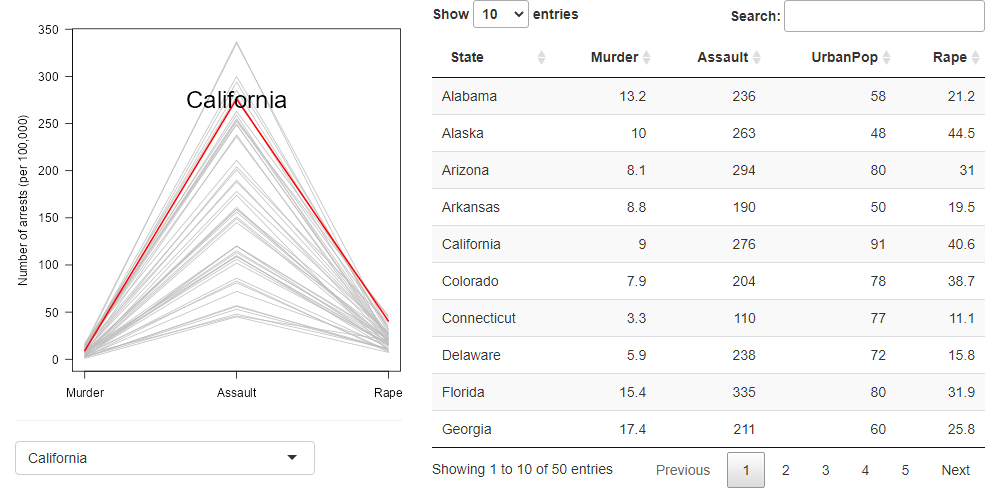 350
300
250
200
150
100
50
0
Number of arrests (per 100,000)
California
Murder Assault Rape
California
Show 10 entries Search:
State Murder Assault UrbanPop Rape
Alabama 13.2 236 58 21.2
Alaska 10 263 48 44.5
Arizona 8.1 294 80 31
Arkansas 8.8 190 50 19.5
California 9 276 91 40.6
Colorado 7.9 204 78 38.7
Connecticut 3.3 110 77 11.1
Delaware 5.9 238 72 15.8
Florida 15.4 335 80 31.9
Georgia 17.4 211 60 25.8
Showing 1 to 10 of 50 entries Previous 1 2 3 4 5 Next